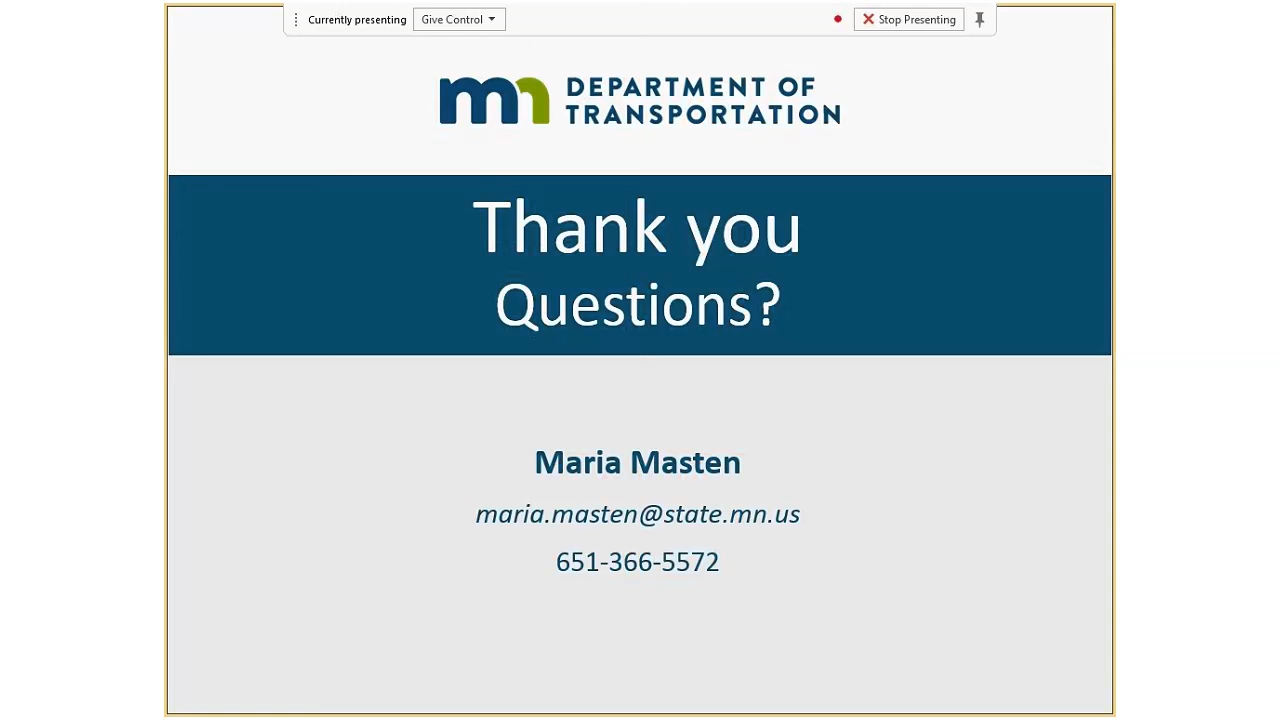 Currently presenting Give Control Stop Presenting
mn DEPARTMENT OF
TRANSPORTATION
Thank you
Questions?
Maria Masten
maria.masten@state.mn.us
651-366-5572